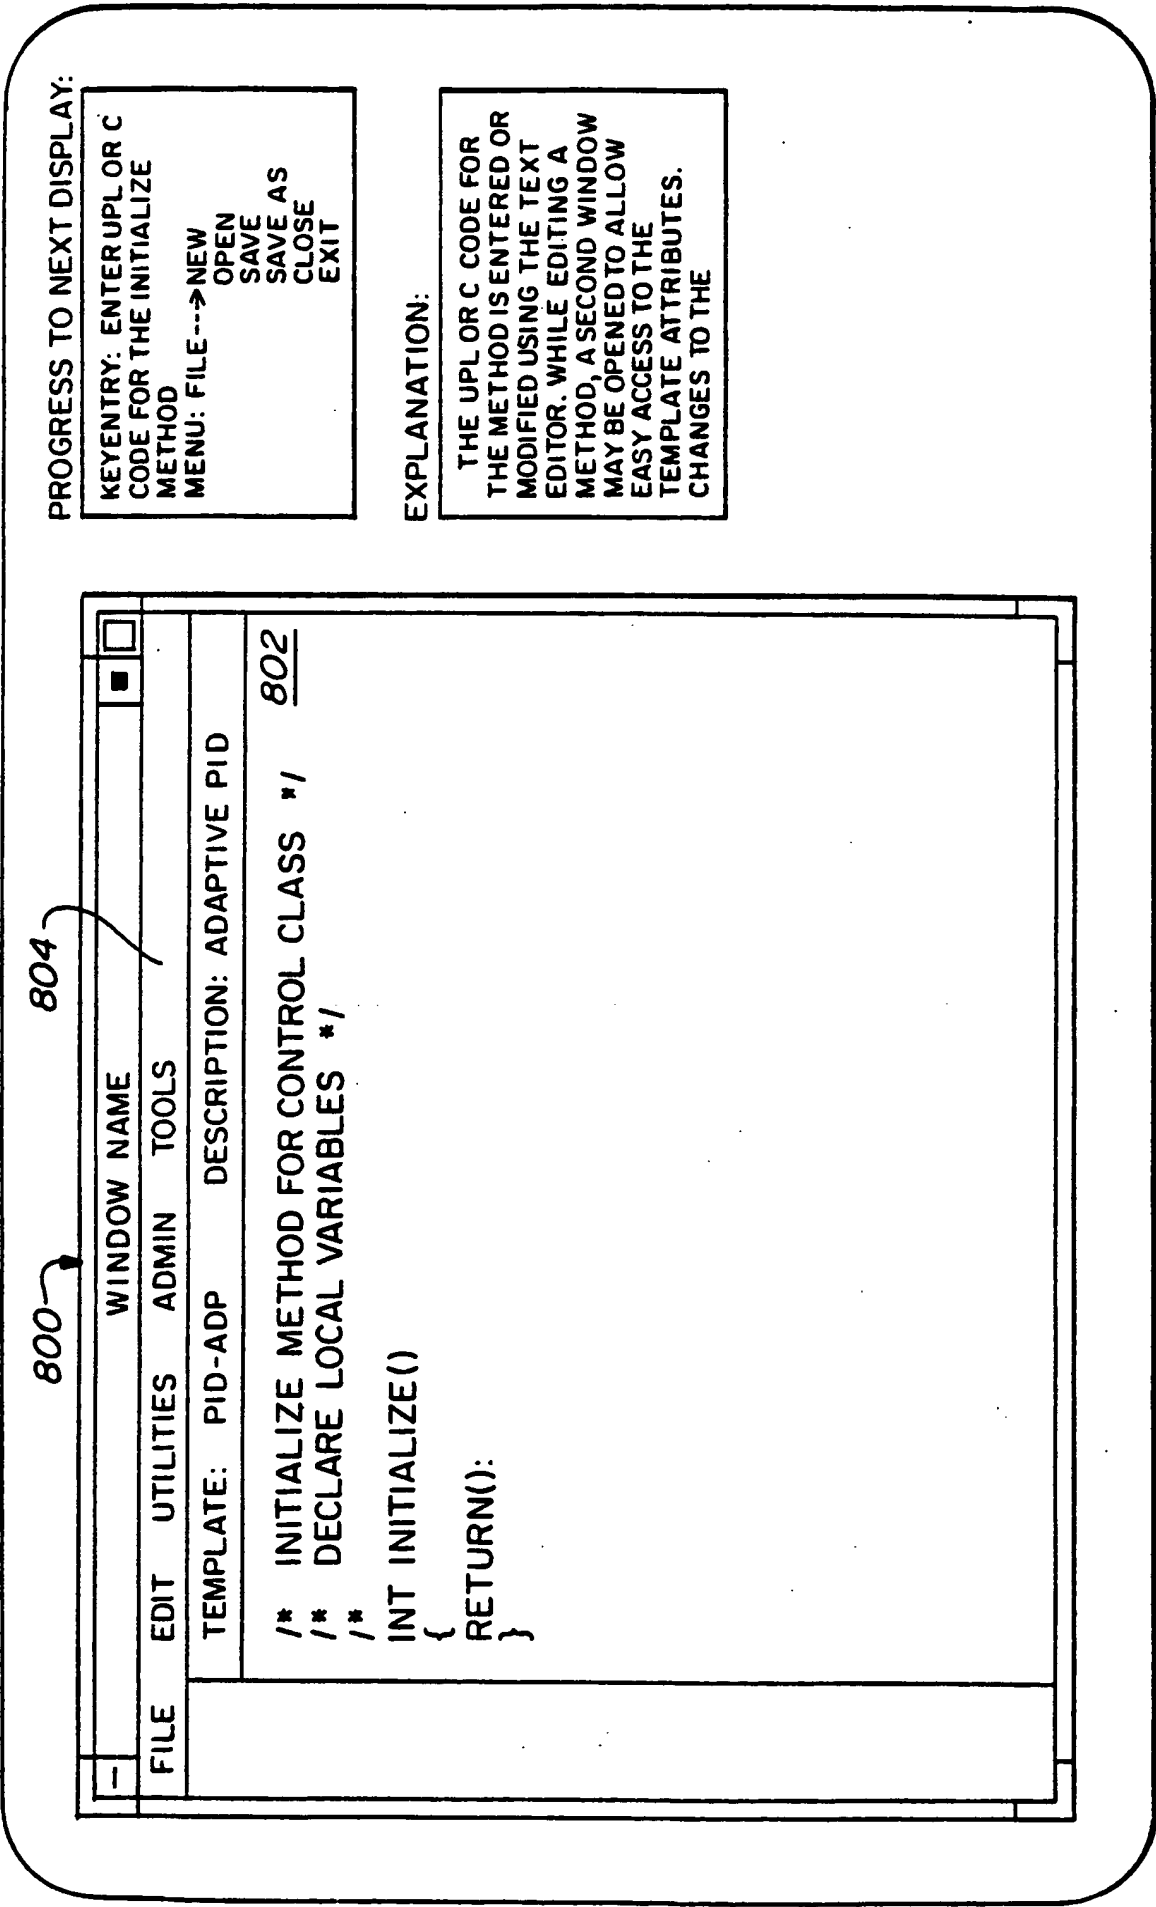 800
804
WINDOW NAME
FILE EDIT UTILITIES ADMIN TOOLS
TEMPLATE: PID-ADP DESCRIPTION: ADAPTIVE PID
802
/* INITIALIZE METHOD FOR CONTROL CLASS */
/* DECLARE LOCAL VARIABLES */
/*
INT INITIALIZE()
{
RETURN():
}
PROGRESS TO NEXT DISPLAY:
KEYENTRY: ENTER UPL OR C
CODE FOR THE INITIALIZE
METHOD
MENU: FILE--->NEW
OPEN
SAVE
SAVE AS
CLOSE
EXIT
EXPLANATION:
THE UPL OR C CODE FOR
THE METHOD IS ENTERED OR
MODIFIED USING THE TEXT
EDITOR. WHILE EDITING A
METHOD, A SECOND WINDOW
MAY BE OPENED TO ALLOW
EASY ACCESS TO THE
TEMPLATE ATTRIBUTES.
CHANGES TO THE